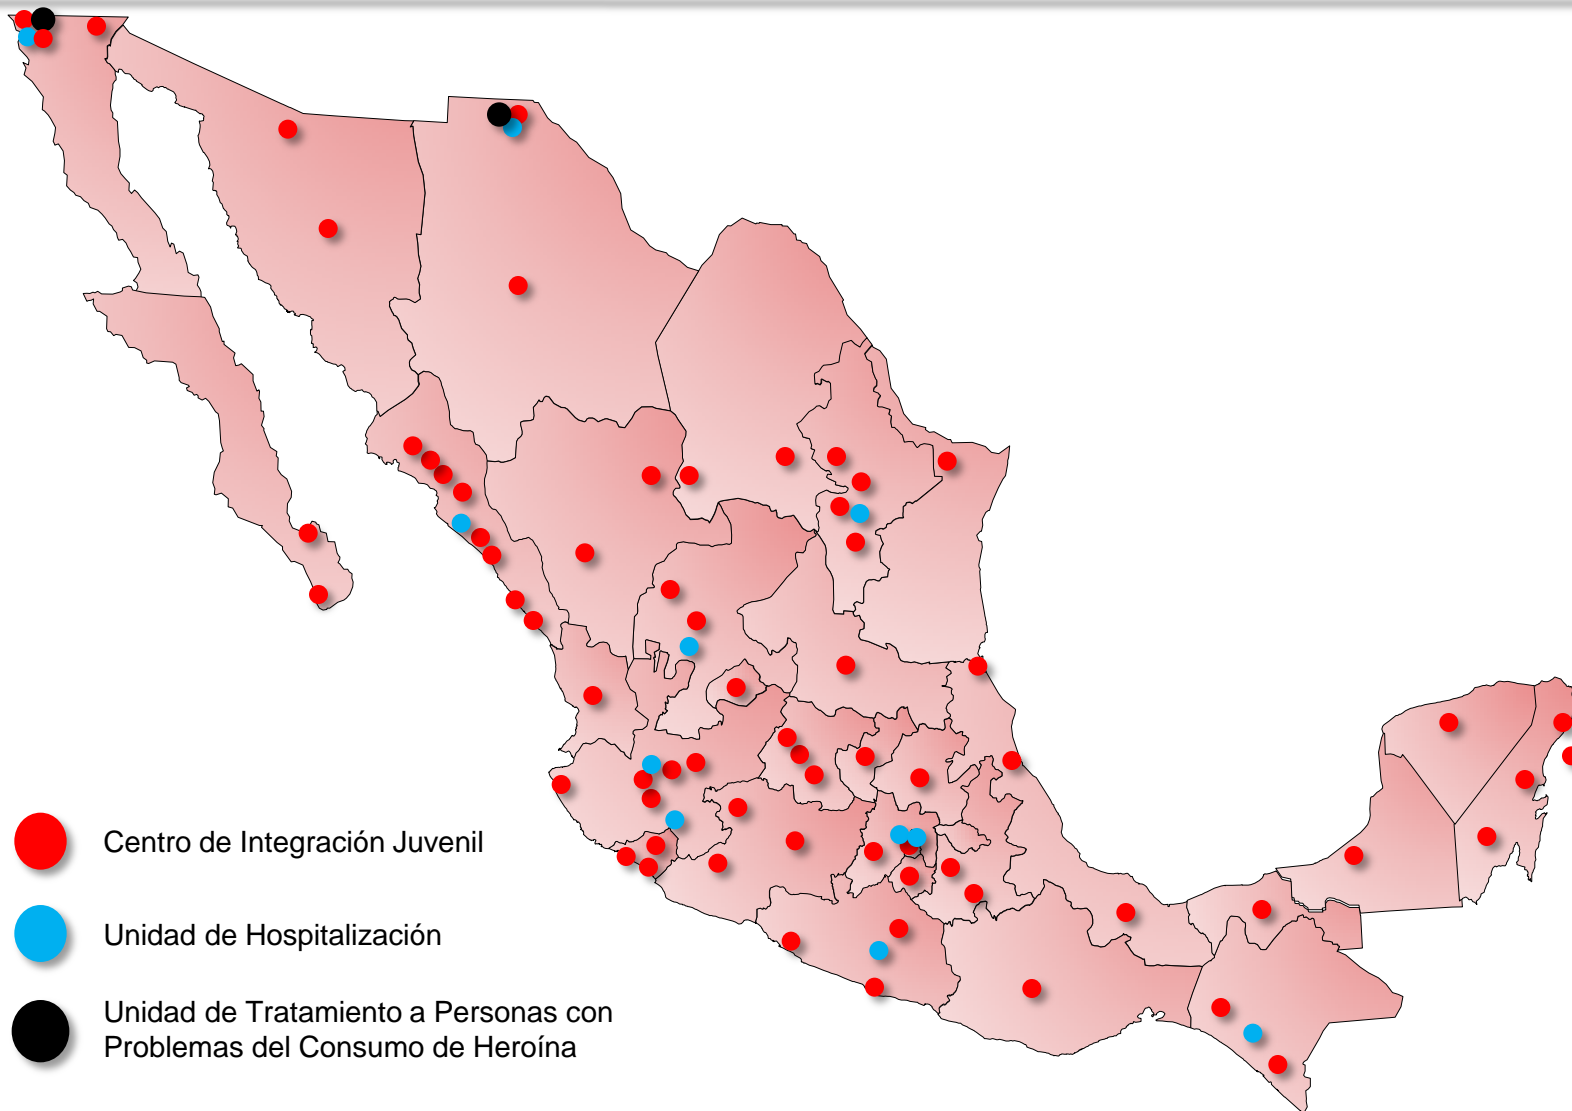 Centro de Integración Juvenil
Unidad de Hospitalización
Unidad de Tratamiento a Personas con
Problemas del Consumo de Heroína